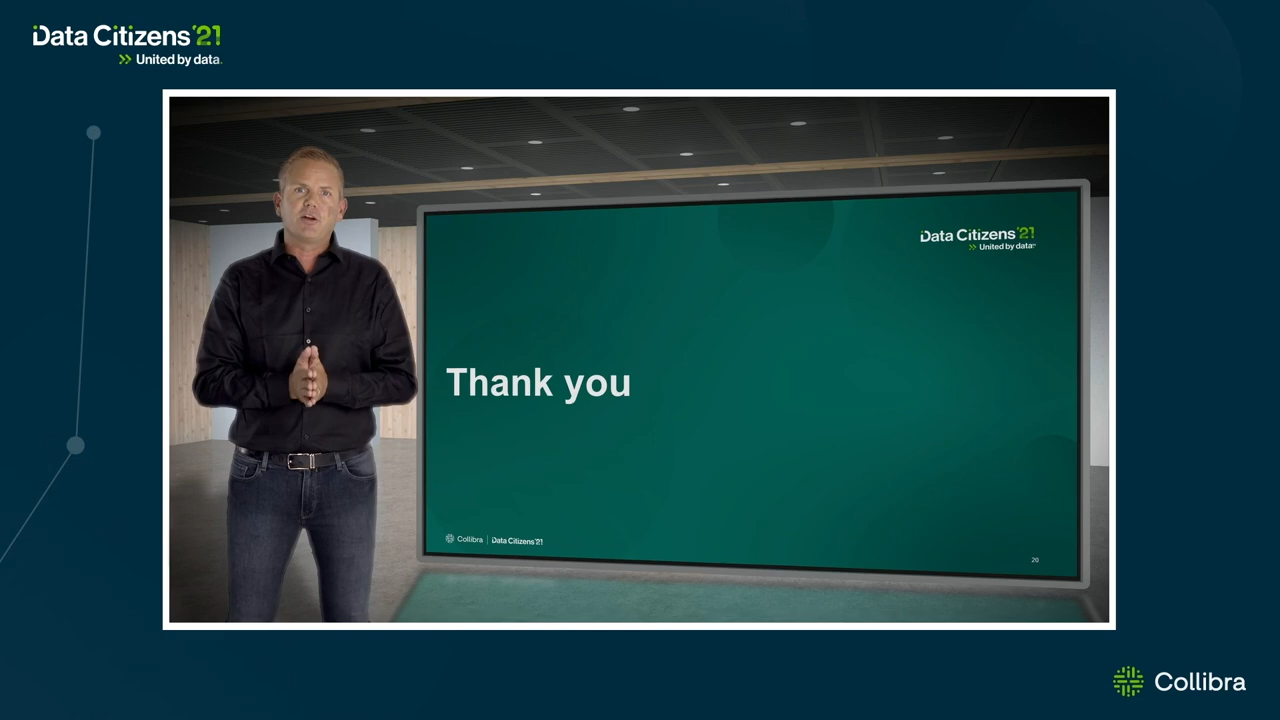 Data Citizens '21
United by data.
Data Citizens '21
United by data℠
Thank you
Collibra | Data Citizens '21
20
Collibra